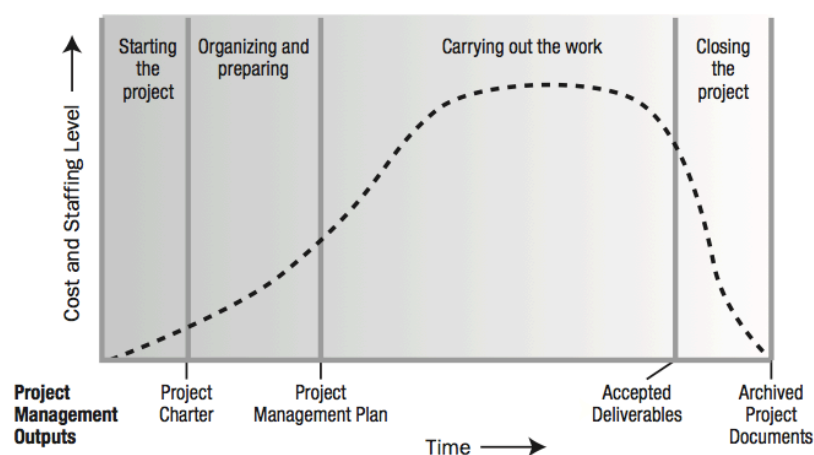 Starting
the
project
Organizing and
preparing
Carrying out the work
Closing
the
project
Cost and Staffing Level
Project
Management
Outputs
Project
Charter
Project
Management Plan
Accepted
Deliverables
Archived
Project
Documents
Time